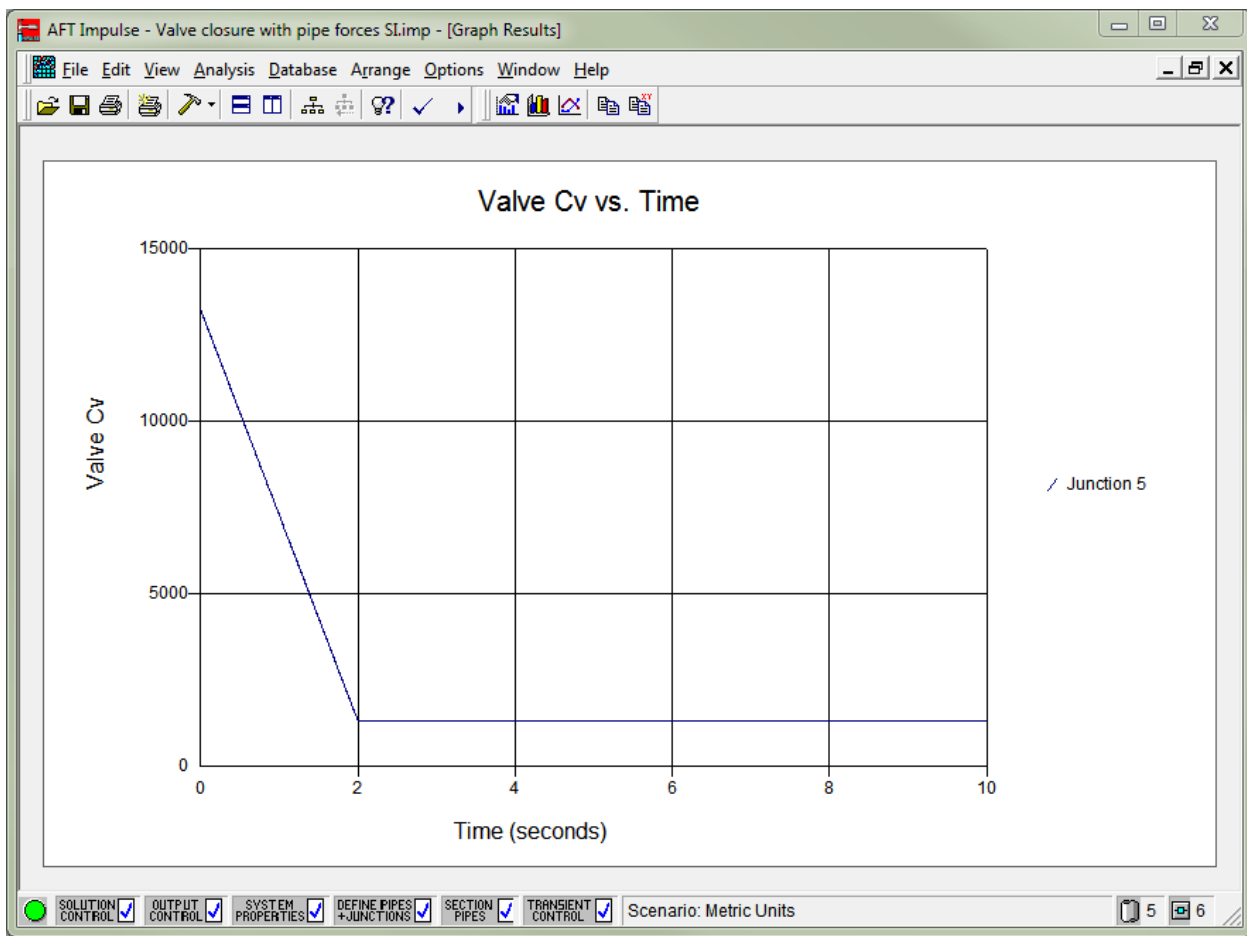 AFT Impulse - Valve closure with pipe forces SI.imp - [Graph Results]
File Edit View Analysis Database Arrange Options Window Help
Valve Cv vs. Time
15000
10000
5000
0
Valve Cv
0 2 4 6 8 10
Time (seconds)
Junction 5
SOLUTION CONTROL
OUTPUT CONTROL
SYSTEM PROPERTIES
DEFINE PIPES +JUNCTIONS
SECTION PIPES
TRANSIENT CONTROL
Scenario: Metric Units
5
6